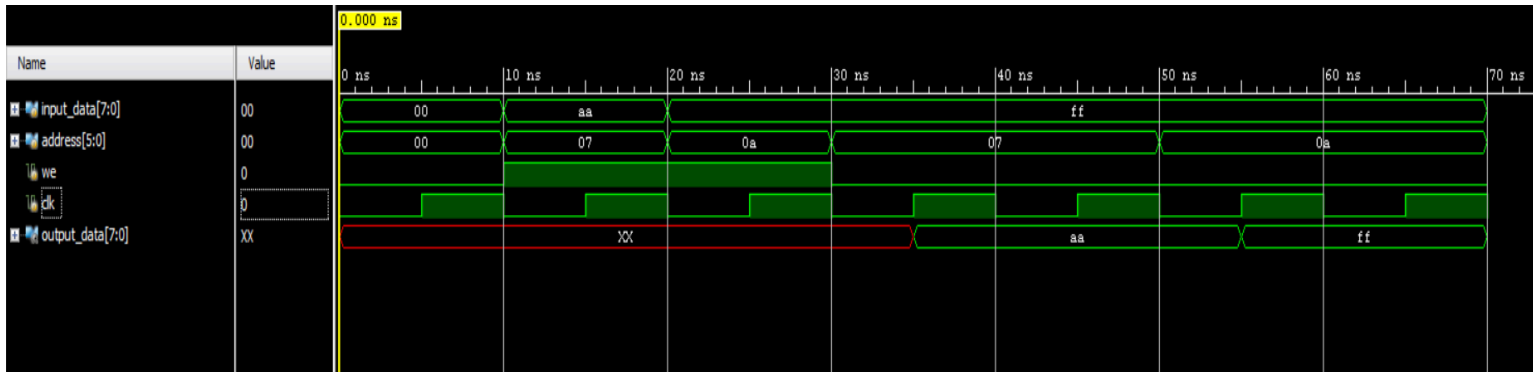 0.000 ns
Name Value
0 ns 10 ns 20 ns 30 ns 40 ns 50 ns 60 ns 70 ns
input_data[7:0] 00 00 aa ff
address[5:0] 00 00 07 0a 07 0a
we 0
clk 0
output_data[7:0] XX XX aa ff